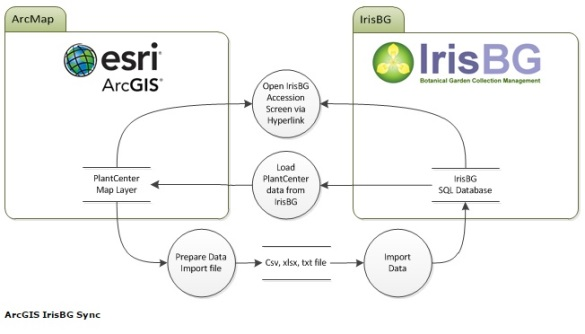 ArcMap
IrisBG
esri
ArcGIS®
IrisBG
Botanical Garden Collection Management
Open IrisBG
Accession
Screen via
Hyperlink
PlantCenter
Map Layer
Load
PlantCenter
data from
IrisBG
IrisBG
SQL Database
Prepare Data
Import file
Csv, xlsx, txt file
Import
Data
ArcGIS IrisBG Sync